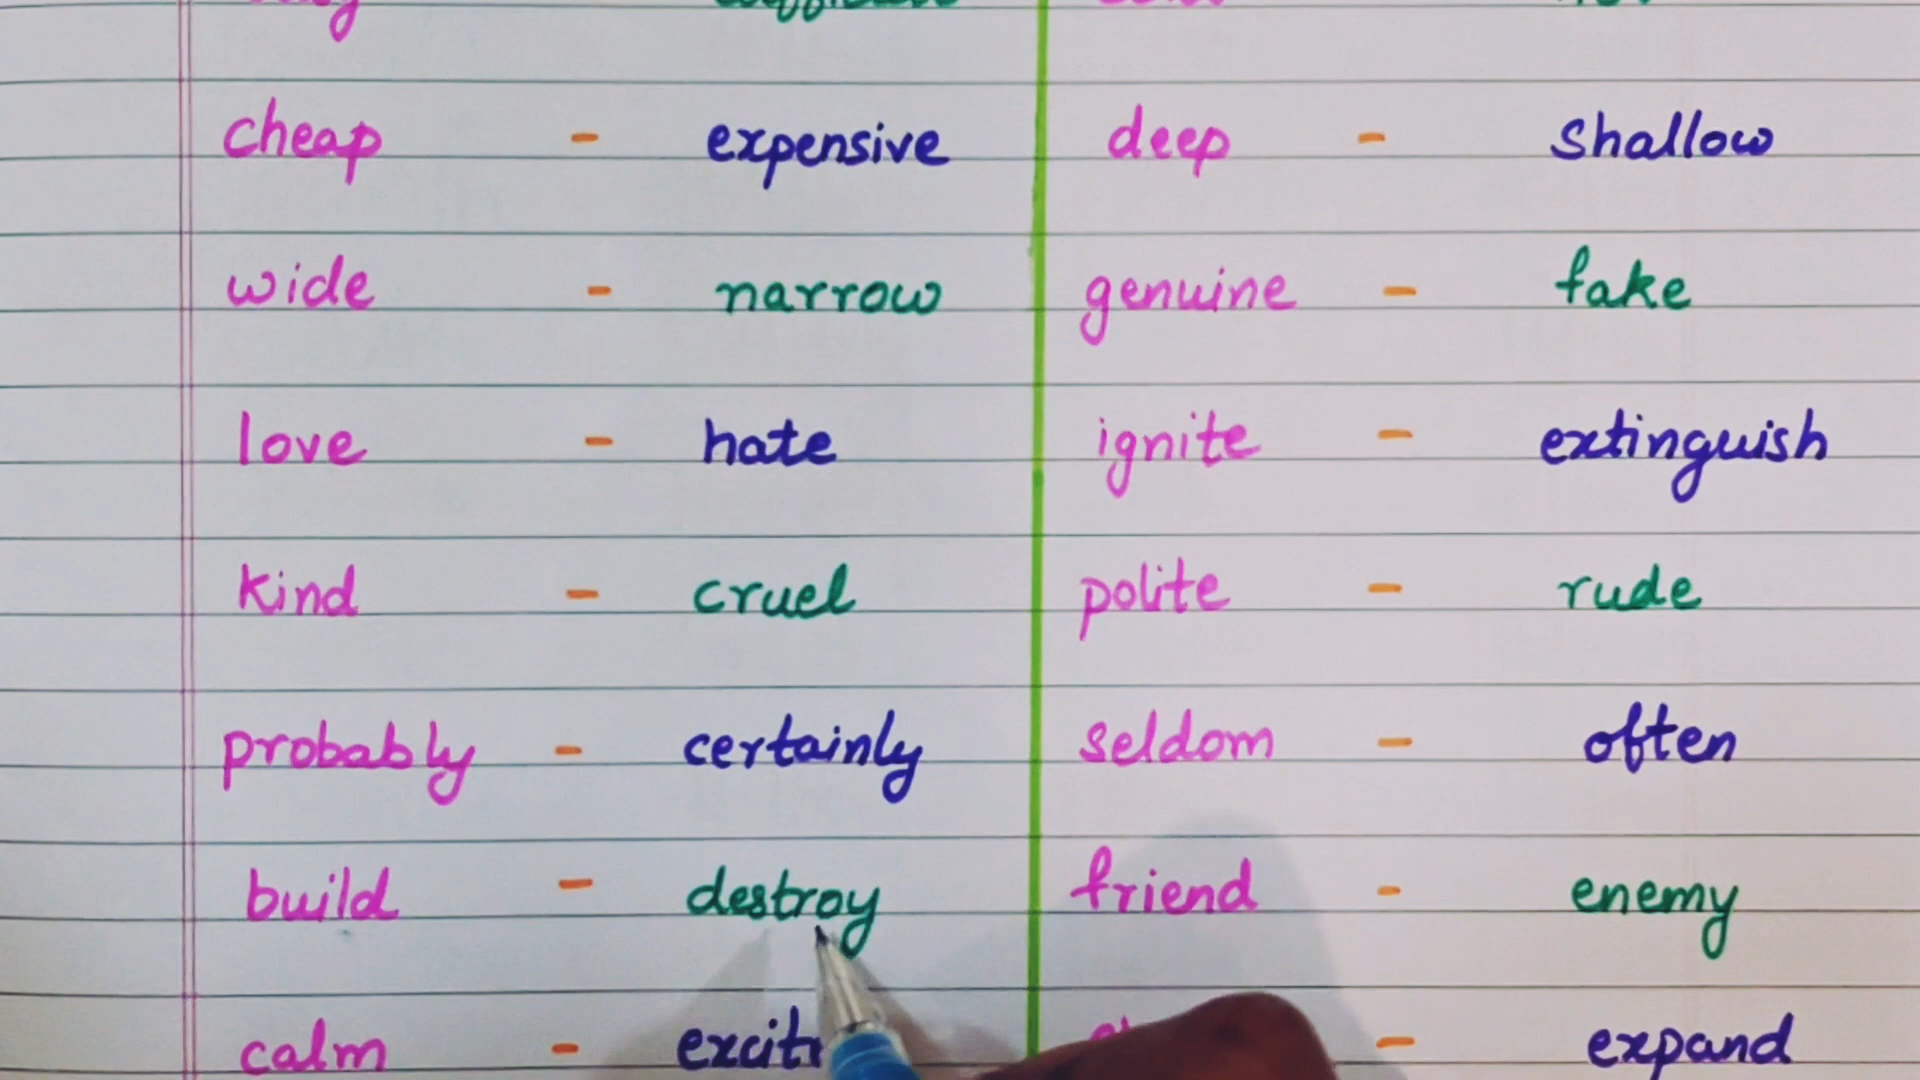 cheap - expensive deep - shallow
wide - narrow genuine - fake
love - hate ignite - extinguish
kind - cruel polite - rude
probably - certainly seldom - often
build - destroy friend - enemy
calm - - expand